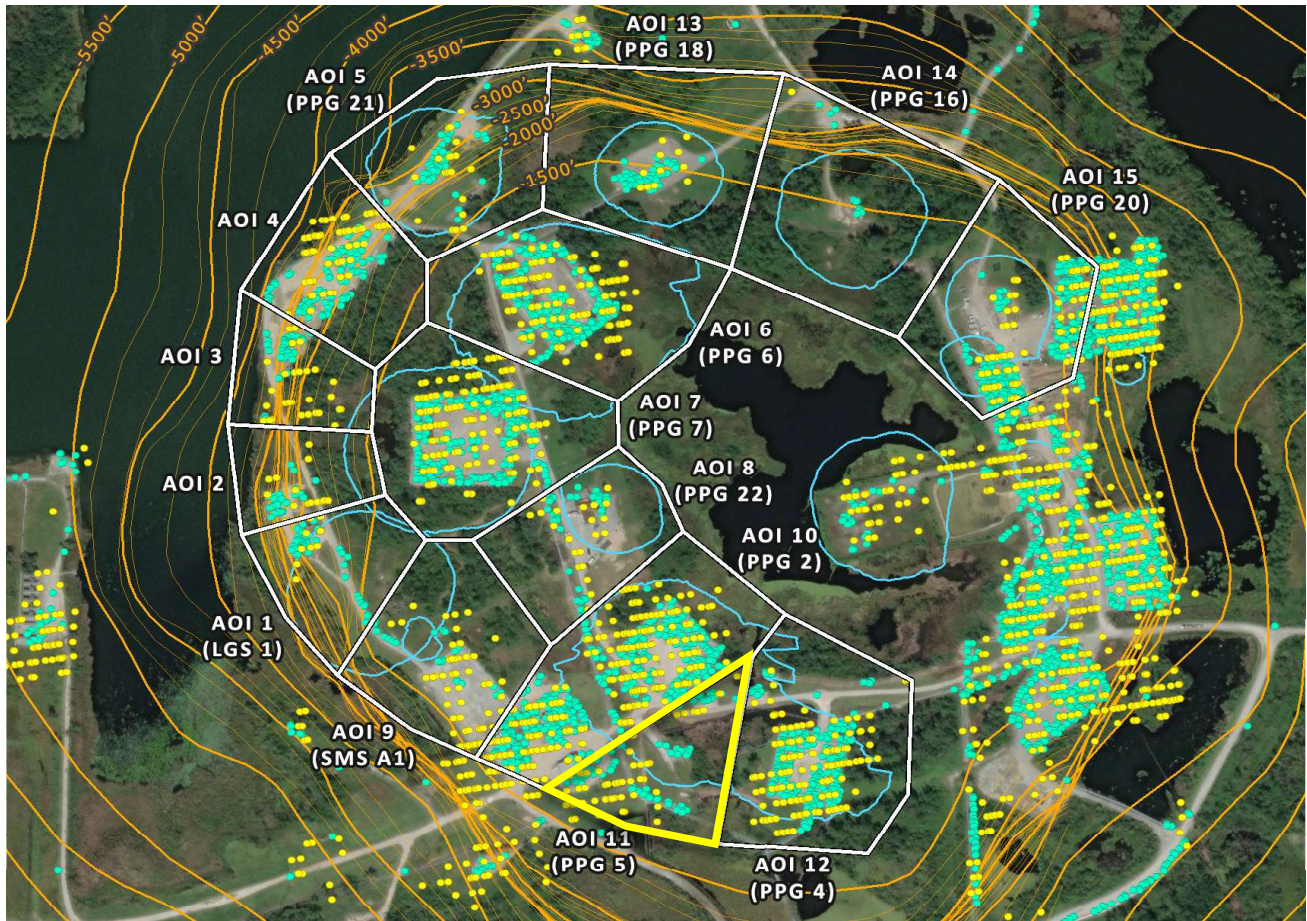 -5500'
-5000'
-4500'
-4000'
-3500'
-3000'
-2500'
-2000'
-1500'
AOI 13
(PPG 18)
AOI 5
(PPG 21)
AOI 14
(PPG 16)
AOI 15
(PPG 20)
AOI 4
AOI 6
(PPG 6)
AOI 3
AOI 7
(PPG 7)
AOI 8
(PPG 22)
AOI 2
AOI 10
(PPG 2)
AOI 1
(LGS 1)
AOI 9
(SMS A1)
AOI 11
(PPG 5)
AOI 12
(PPG 4)